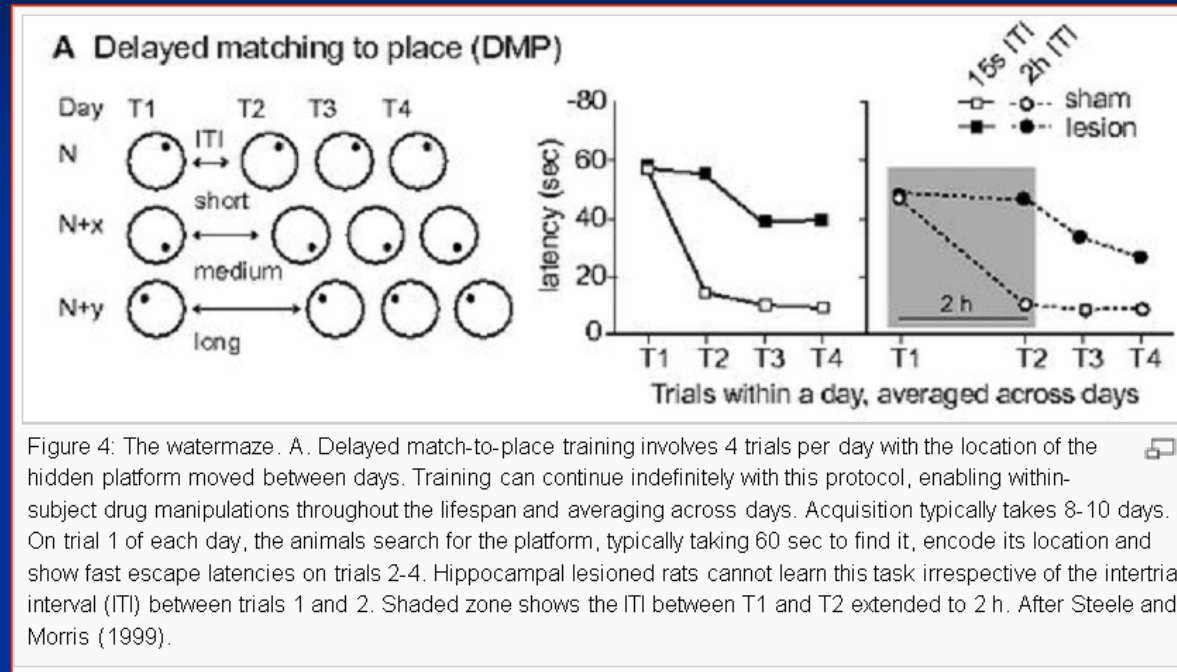 A Delayed matching to place (DMP)
Day T1 T2 T3 T4
N ITI
short
N+x
medium
N+y
long
15s ITI
2h ITI
sham
lesion
-80
60
40
20
0
latency (sec)
2 h
T1 T2 T3 T4 T1 T2 T3 T4
Trials within a day, averaged across days
Figure 4: The watermaze. A. Delayed match-to-place training involves 4 trials per day with the location of the
hidden platform moved between days. Training can continue indefinitely with this protocol, enabling within-
subject drug manipulations throughout the lifespan and averaging across days. Acquisition typically takes 8-10 days.
On trial 1 of each day, the animals search for the platform, typically taking 60 sec to find it, encode its location and
show fast escape latencies on trials 2-4. Hippocampal lesioned rats cannot learn this task irrespective of the intertria
interval (ITI) between trials 1 and 2. Shaded zone shows the ITI between T1 and T2 extended to 2 h. After Steele and
Morris (1999).